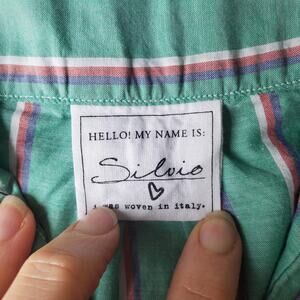 HELLO! MY NAME IS:
Silvio
i was woven in italy.